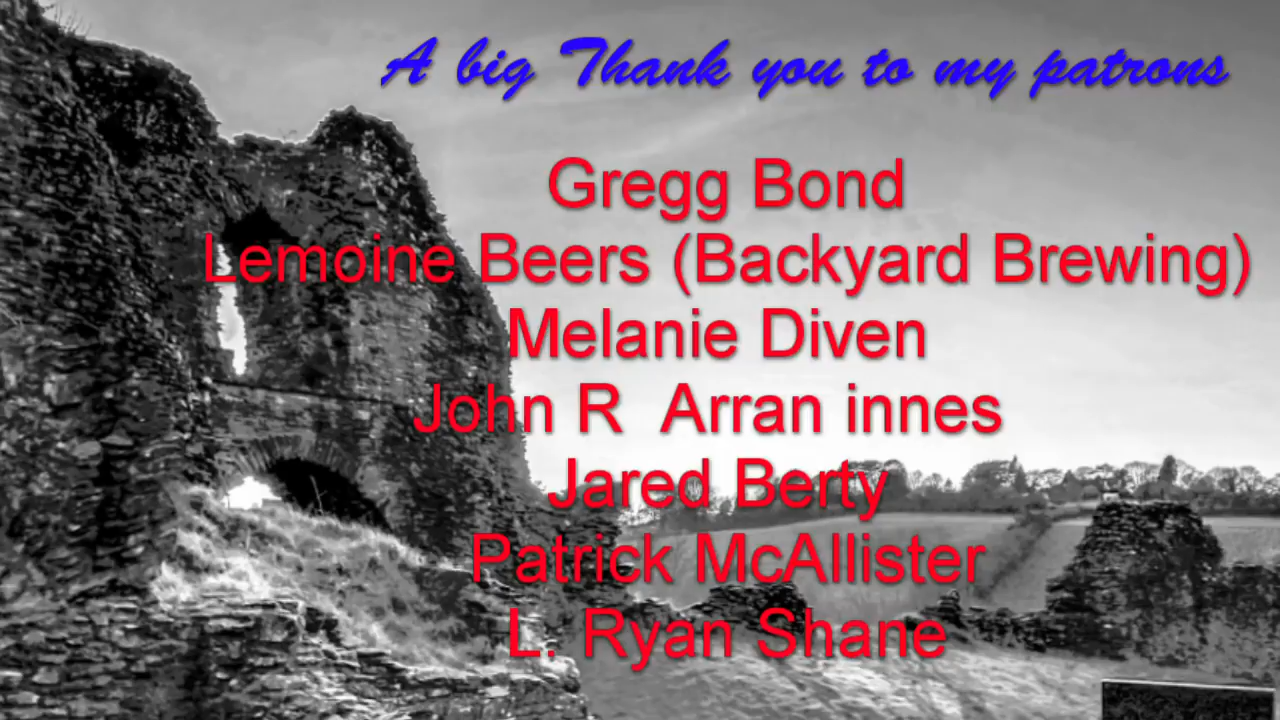 A big Thank you to my patrons
Gregg Bond
Lemoine Beers (Backyard Brewing)
Melanie Diven
John R  Arran innes
Jared Berty
Patrick McAllister
L. Ryan Shane